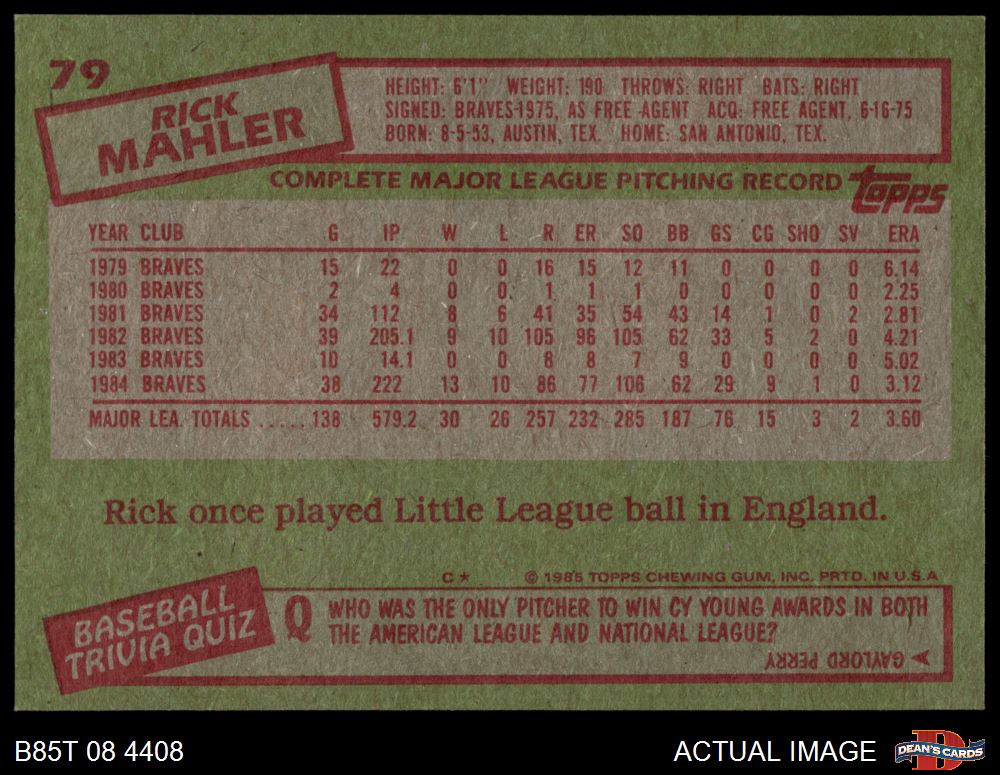 79
RICK
MAHLER
HEIGHT: 6'1" WEIGHT: 190 THROWS: RIGHT BATS: RIGHT
SIGNED: BRAVES-1975, AS FREE AGENT ACQ: FREE AGENT, 6-16-75
BORN: 8-5-53, AUSTIN, TEX. HOME: SAN ANTONIO, TEX.
COMPLETE MAJOR LEAGUE PITCHING RECORD topps
YEAR CLUB G IP W L R ER SO BB GS CG SHO SV ERA
1979 BRAVES 15 22 0 0 16 15 12 11 0 0 0 0 6.14
1980 BRAVES 2 4 0 0 1 1 1 0 0 0 0 0 2.25
1981 BRAVES 34 112 8 6 41 35 54 43 14 1 0 2 2.81
1982 BRAVES 39 205.1 9 10 105 96 105 62 33 5 2 0 4.21
1983 BRAVES 10 14.1 0 0 8 8 7 9 0 0 0 0 5.02
1984 BRAVES 38 222 13 10 86 77 106 62 29 9 1 0 3.12
MAJOR LEA. TOTALS ..... 138 579.2 30 26 257 232 285 187 76 15 3 2 3.60
Rick once played Little League ball in England.
C★ © 1985 TOPPS CHEWING GUM, INC. PRTD. IN U.S.A
BASEBALL
TRIVIA QUIZ
Q WHO WAS THE ONLY PITCHER TO WIN CY YOUNG AWARDS IN BOTH
THE AMERICAN LEAGUE AND NATIONAL LEAGUE?
➤ GAYLORD PERRY
B85T 08 4408
ACTUAL IMAGE
D
DEAN'S CARDS